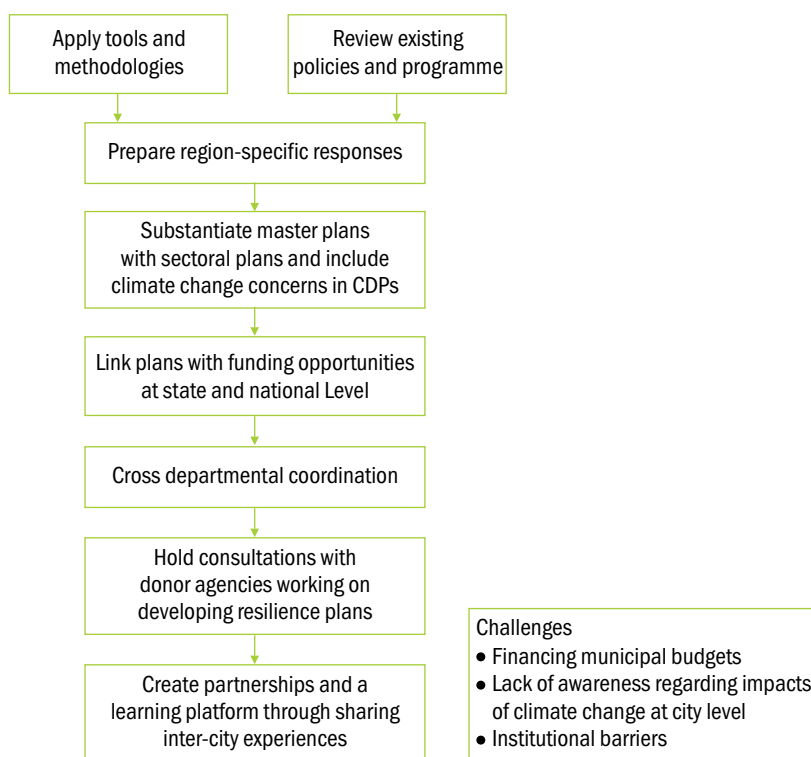 Apply tools and
methodologies
Review existing
policies and programme
Prepare region-specific responses
Substantiate master plans
with sectoral plans and include
climate change concerns in CDPs
Link plans with funding opportunities
at state and national Level
Cross departmental coordination
Hold consultations with
donor agencies working on
developing resilience plans
Create partnerships and a
learning platform through sharing
inter-city experiences
Challenges
• Financing municipal budgets
• Lack of awareness regarding impacts
of climate change at city level
• Institutional barriers